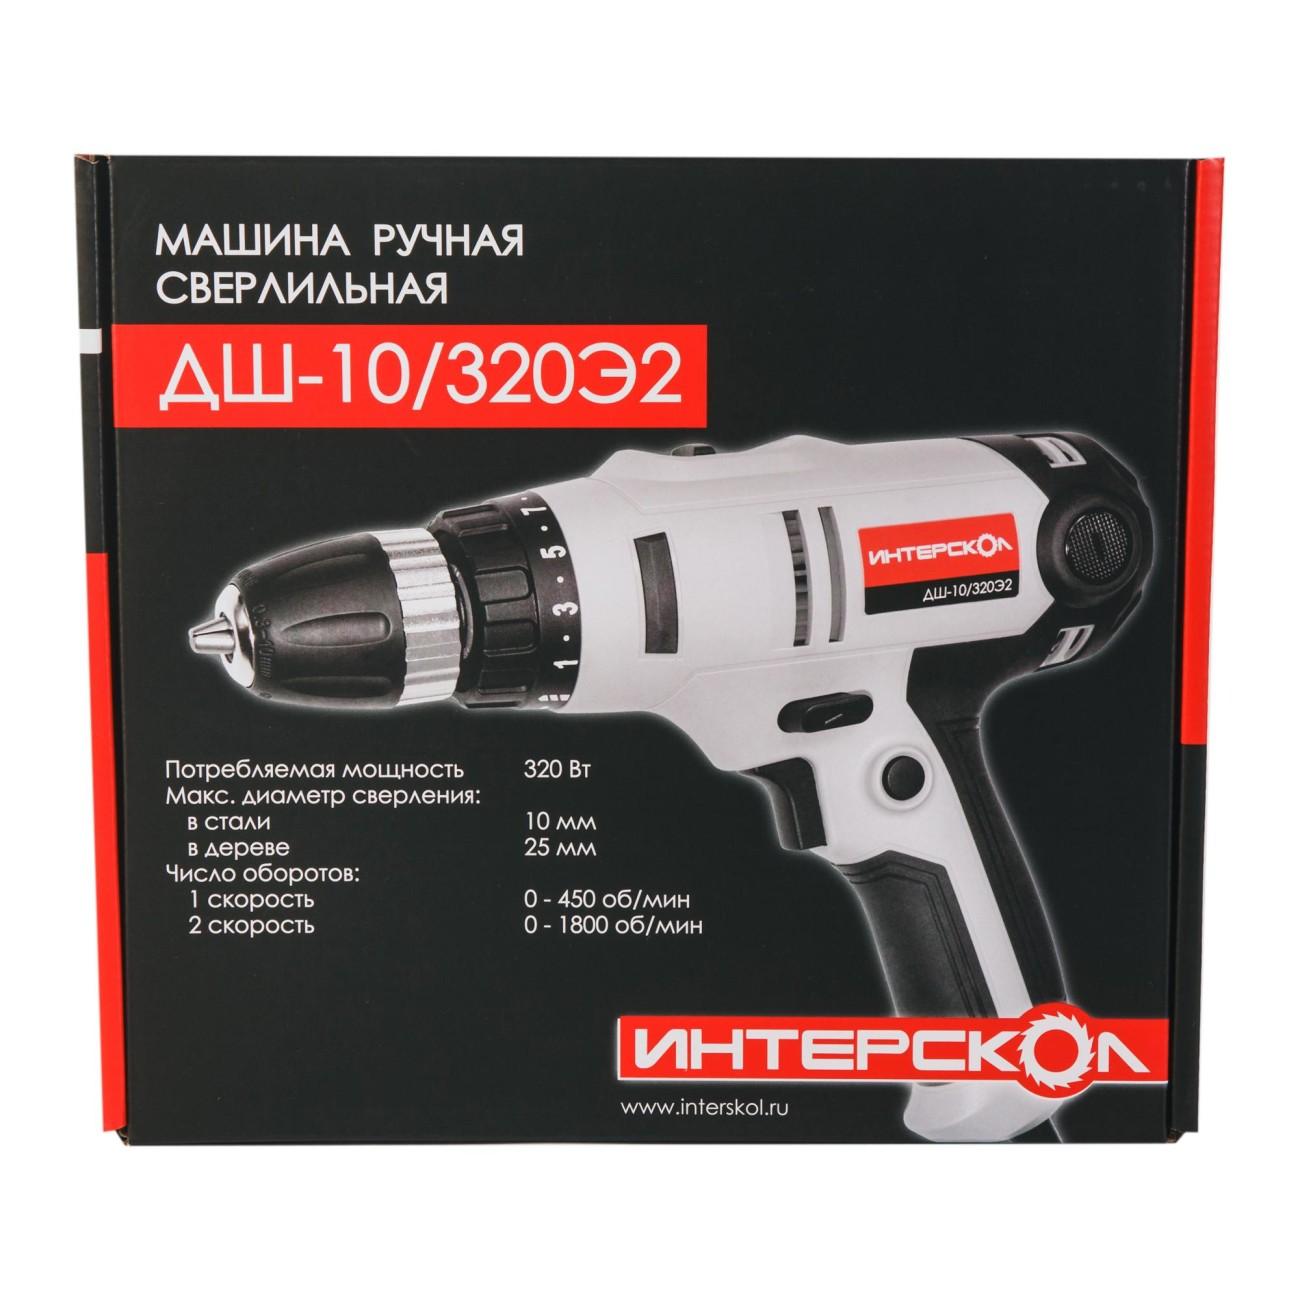 МАШИНА РУЧНАЯ
СВЕРЛИЛЬНАЯ
ДШ-10/320Э2
7
5
3
1
ИНТЕРСКОЛ
ДШ-10/320Э2
Потребляемая мощность 320 Вт
Макс. диаметр сверления:
в стали 10 мм
в дереве 25 мм
Число оборотов:
1 скорость 0 - 450 об/мин
2 скорость 0 - 1800 об/мин
ИНТЕРСКОЛ
www.interskol.ru